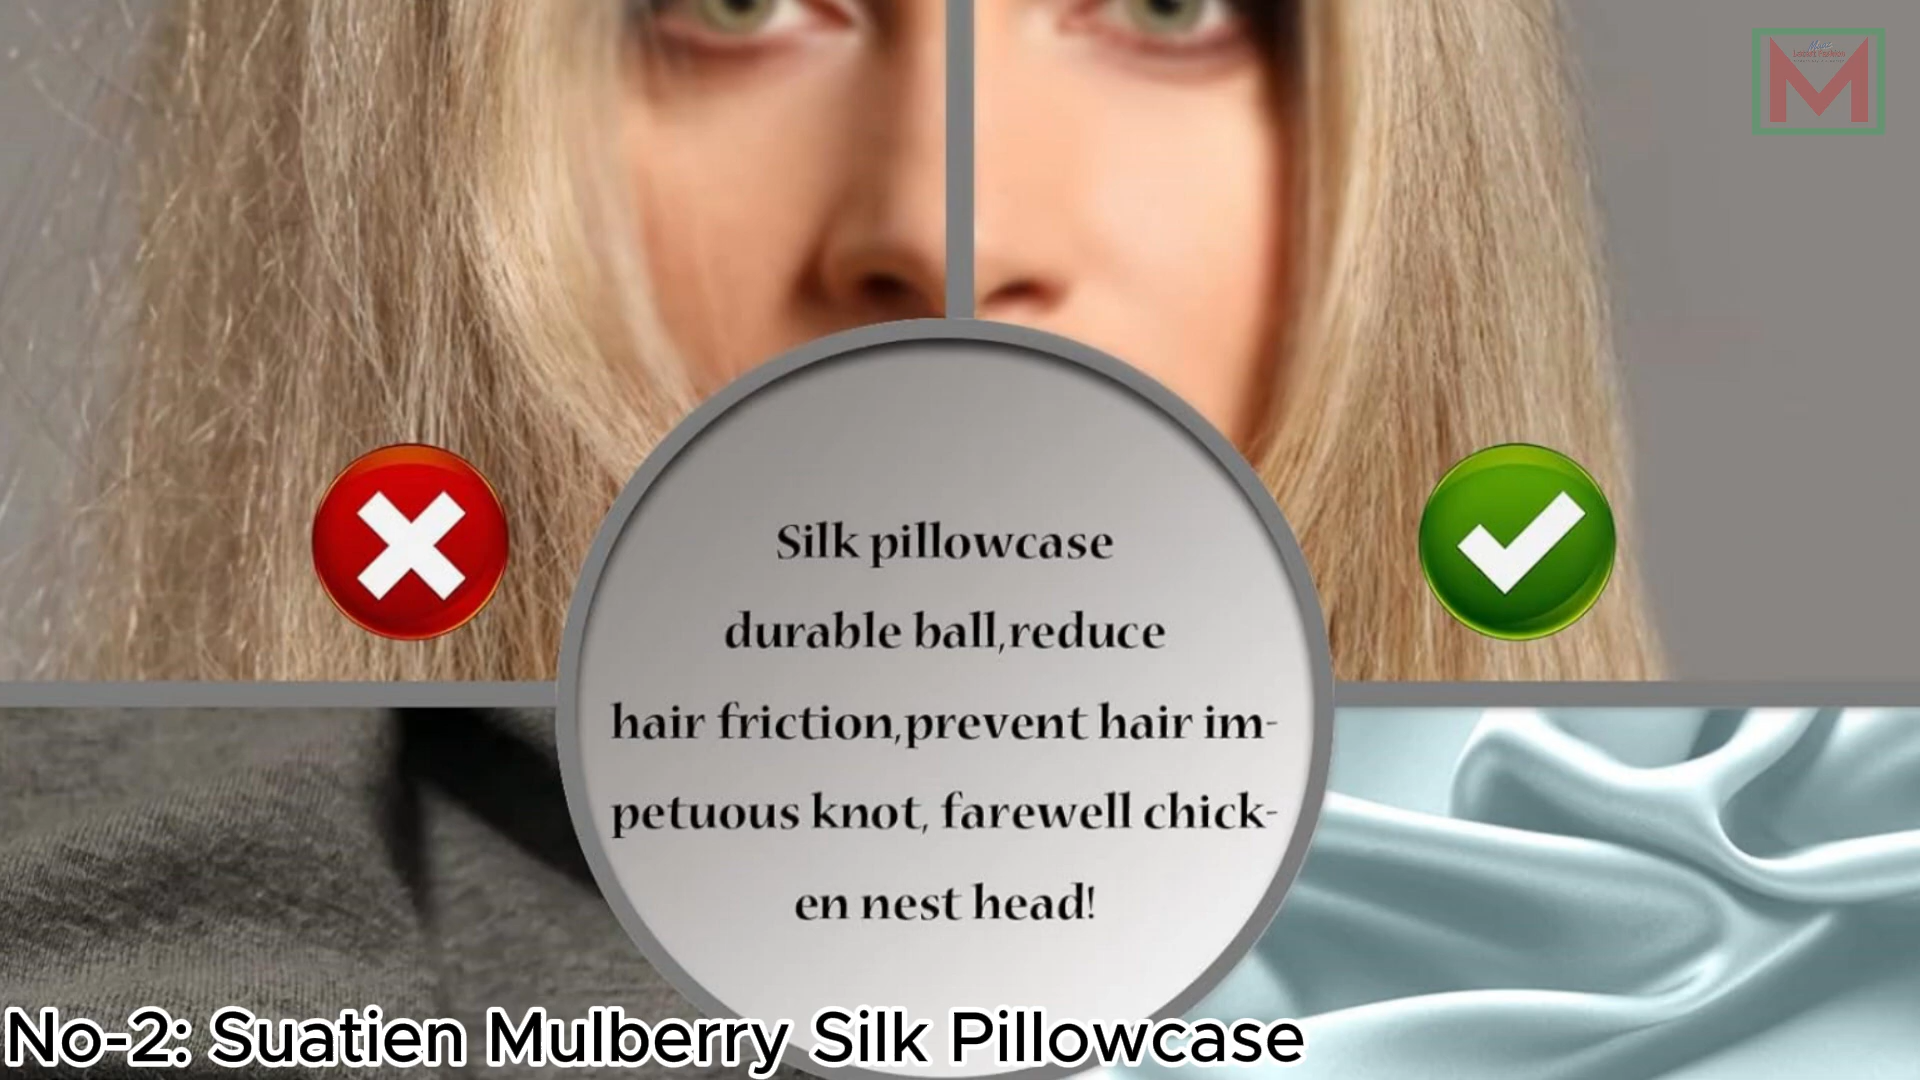 M
Silk pillowcase
durable ball,reduce
hair friction,prevent hair im-
petuous knot, farewell chick-
en nest head!
No-2: Suatien Mulberry Silk Pillowcase